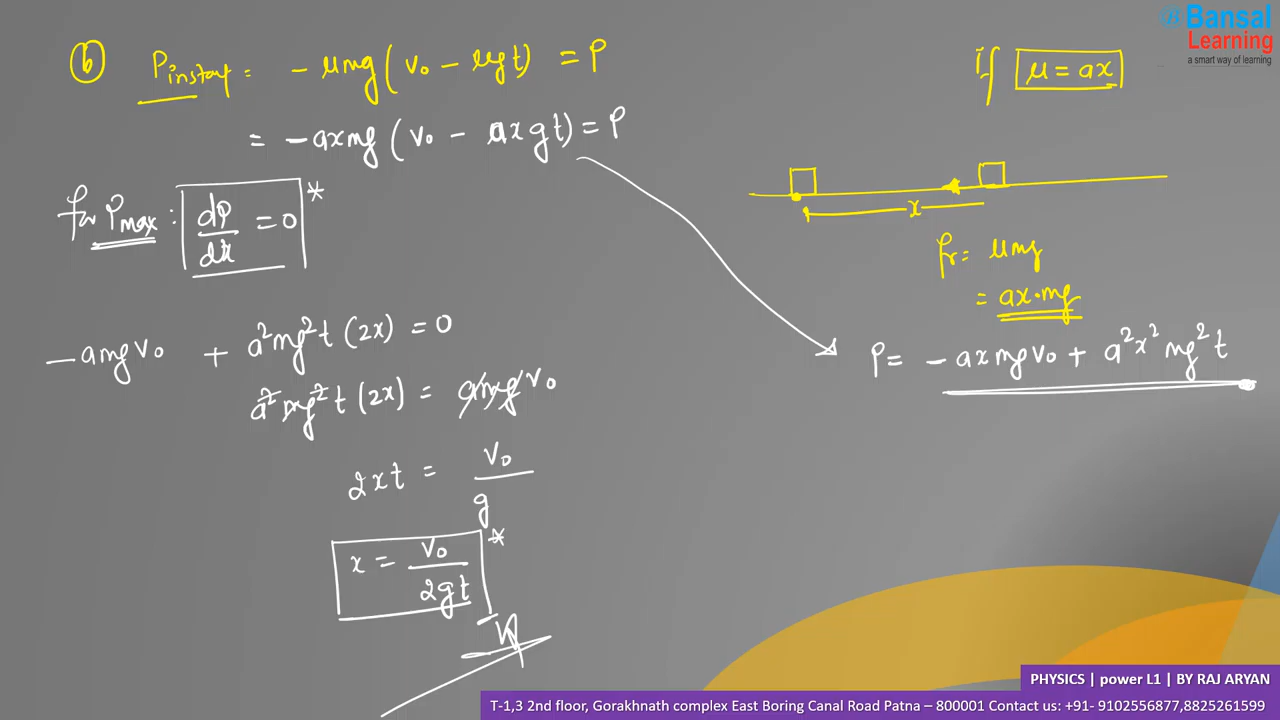 Bansal
Learning
a smart way of learning
(b) P instant = - μmg (v₀ - μgt) = P
if μ = ax
= -axmg (v₀ - axgt) = P
for Pmax : dP/dx = 0 *
x
fr = μmg
= ax·mg
P = -axmgv₀ + a²x²mg²t
-amgv₀ + a²mg²t (2x) = 0
a²mg²t (2x) = amgv₀
2xt = v₀/g
x = v₀/2gt *
PHYSICS | power L1 | BY RAJ ARYAN
T-1,3 2nd floor, Gorakhnath complex East Boring Canal Road Patna – 800001 Contact us: +91- 9102556877,8825261599